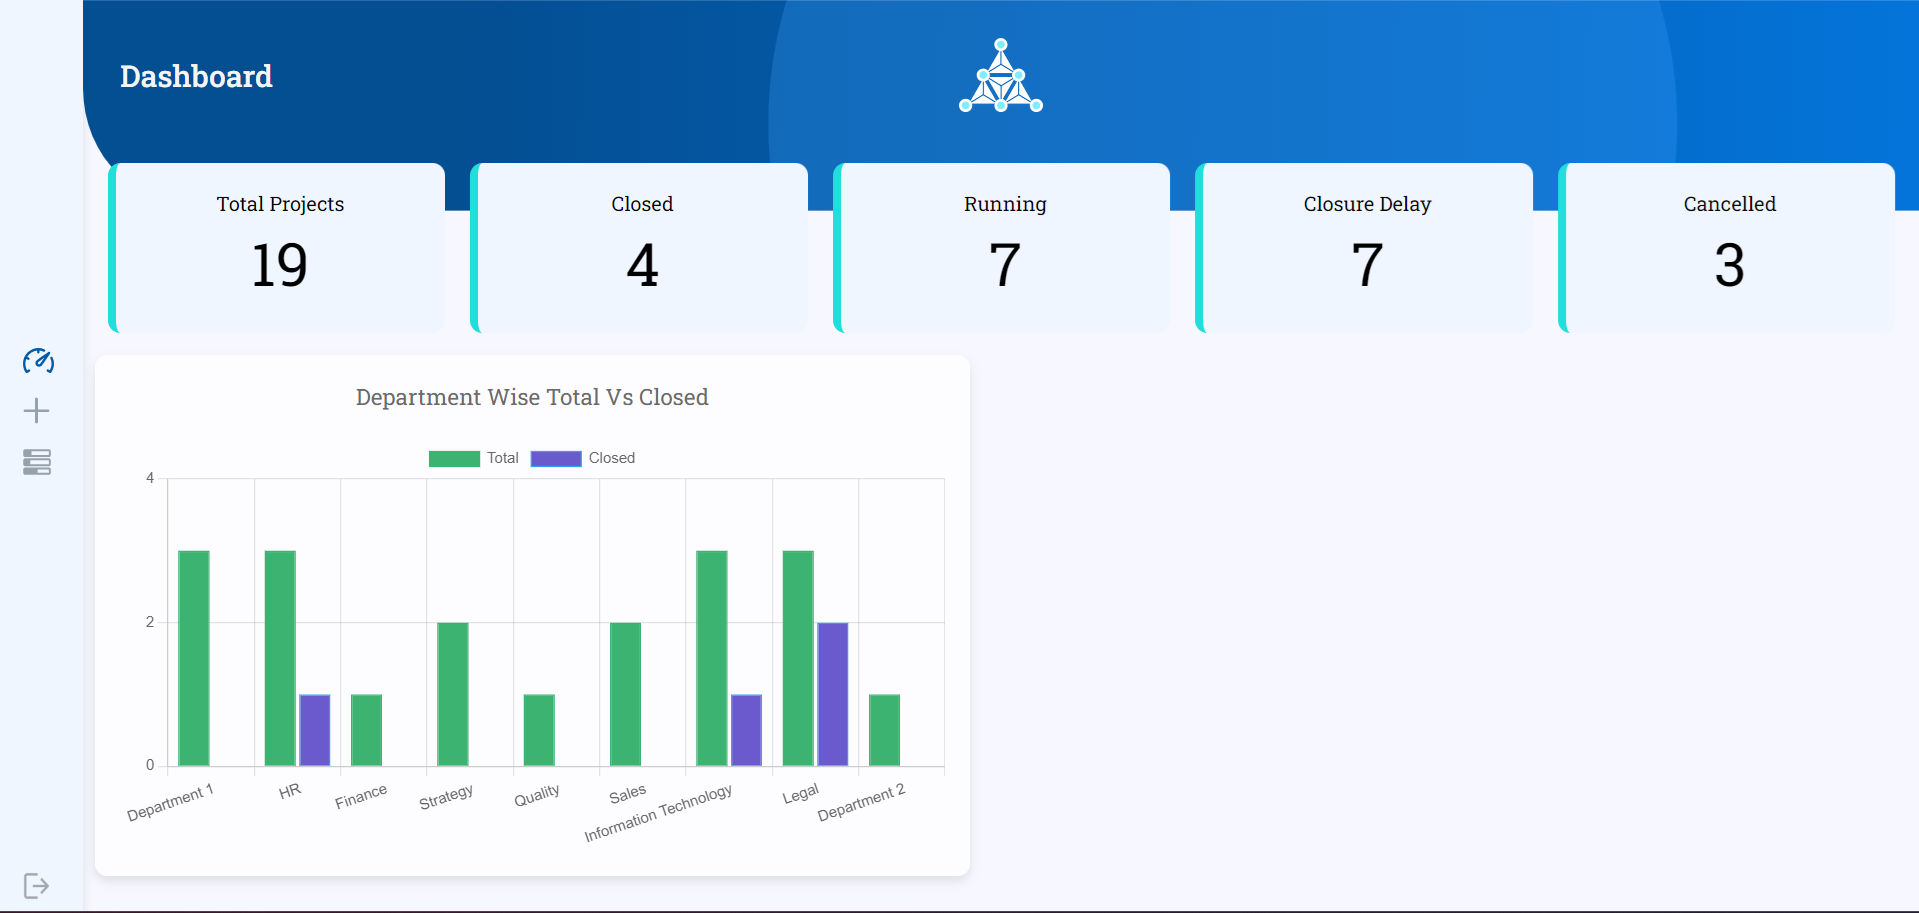 Dashboard
Total Projects
19
Closed
4
Running
7
Closure Delay
7
Cancelled
3
Department Wise Total Vs Closed
Total Closed
4
2
0
Department 1 HR Finance Strategy Quality Sales Information Technology Legal Department 2